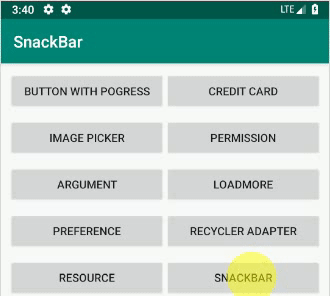 3:40 LTE
SnackBar
BUTTON WITH POGRESS CREDIT CARD
IMAGE PICKER PERMISSION
ARGUMENT LOADMORE
PREFERENCE RECYCLER ADAPTER
RESOURCE SNACKBAR